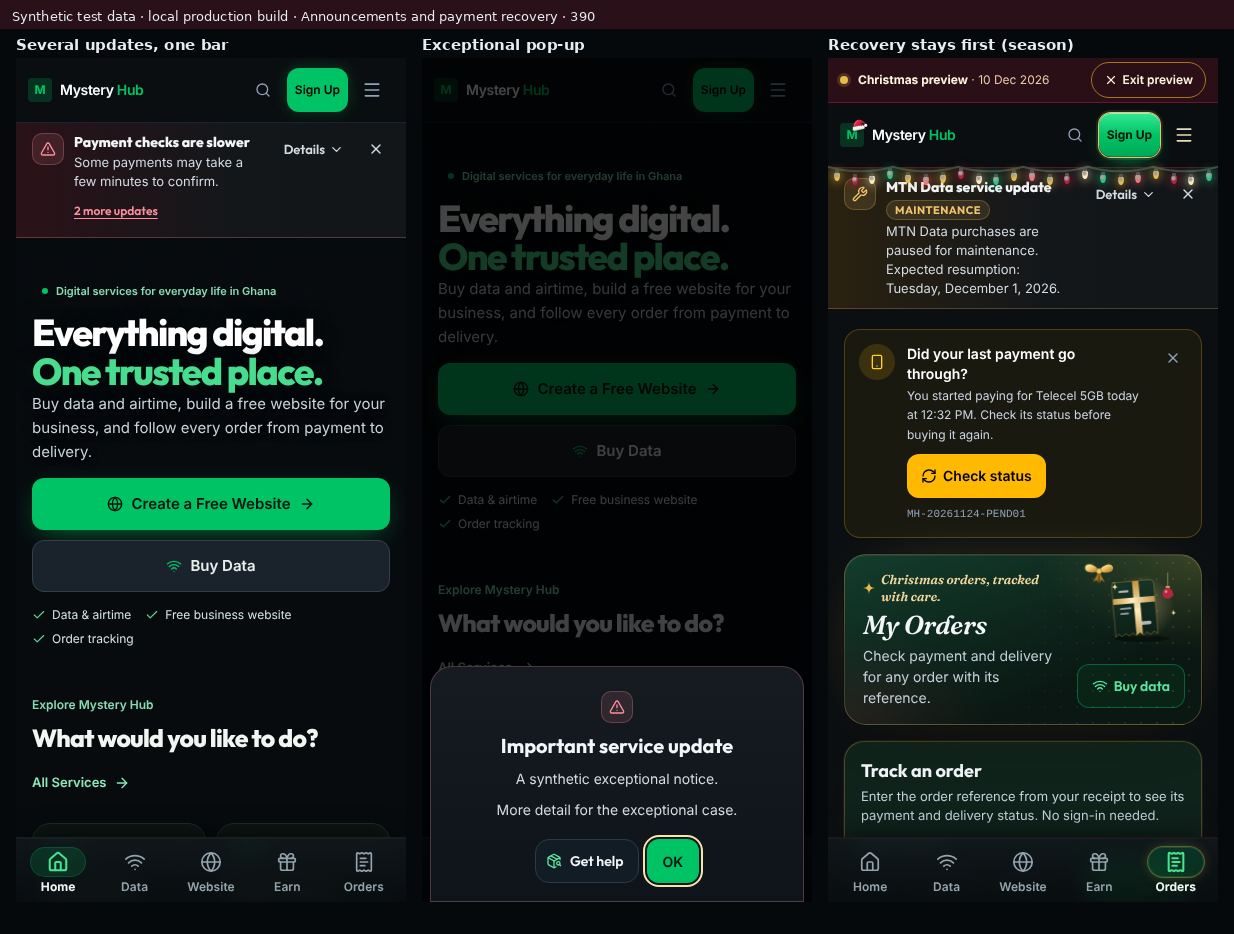 Synthetic test data · local production build · Announcements and payment recovery · 390
Several updates, one bar
M Mystery Hub
Sign Up
Payment checks are slower
Some payments may take a
few minutes to confirm.
2 more updates
Details
Digital services for everyday life in Ghana
Everything digital.
One trusted place.
Buy data and airtime, build a free website for your
business, and follow every order from payment to
delivery.
Create a Free Website
Buy Data
Data & airtime
Free business website
Order tracking
Explore Mystery Hub
What would you like to do?
All Services
Home
Data
Website
Earn
Orders
Exceptional pop-up
M Mystery Hub
Sign Up
Digital services for everyday life in Ghana
Everything digital.
One trusted place.
Buy data and airtime, build a free website for your
business, and follow every order from payment to
delivery.
Create a Free Website
Buy Data
Data & airtime
Free business website
Order tracking
Explore Mystery Hub
What would you like to do?
All Services
Important service update
A synthetic exceptional notice.
More detail for the exceptional case.
Get help
OK
Recovery stays first (season)
Christmas preview · 10 Dec 2026
Exit preview
M Mystery Hub
Sign Up
MTN Data service update
MAINTENANCE
MTN Data purchases are
paused for maintenance.
Expected resumption:
Tuesday, December 1, 2026.
Details
Did your last payment go
through?
You started paying for Telecel 5GB today
at 12:32 PM. Check its status before
buying it again.
Check status
MH-20261124-PEND01
Christmas orders, tracked
with care.
My Orders
Check payment and delivery
for any order with its
reference.
Buy data
Track an order
Enter the order reference from your receipt to see its
payment and delivery status. No sign-in needed.
Home
Data
Website
Earn
Orders